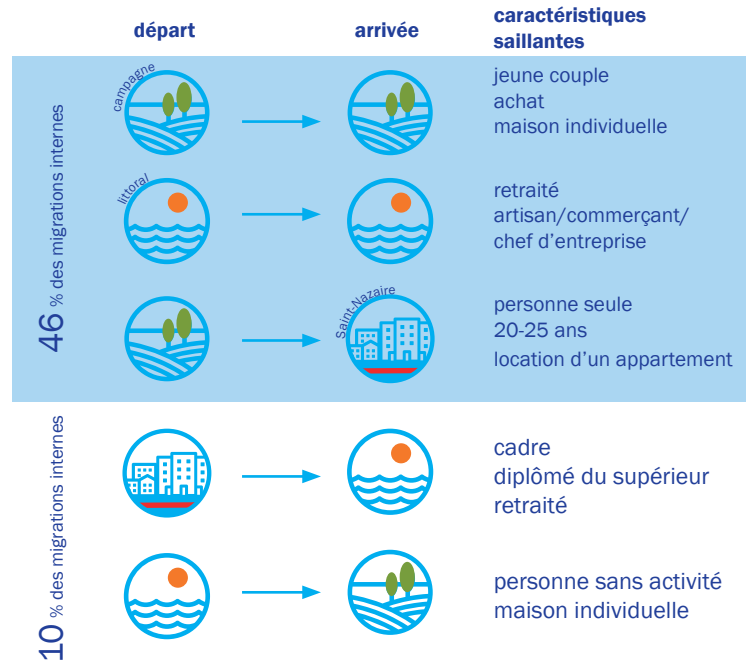 départ
arrivée
caractéristiques
saillantes
46 % des migrations internes
campagne
jeune couple
achat
maison individuelle
littoral
retraité
artisan/commerçant/
chef d’entreprise
Saint-Nazaire
personne seule
20-25 ans
location d’un appartement
10 % des migrations internes
cadre
diplômé du supérieur
retraité
personne sans activité
maison individuelle